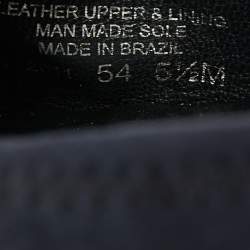 LEATHER UPPER & LINING
MAN MADE SOLE
MADE IN BRAZIL
54 5½M